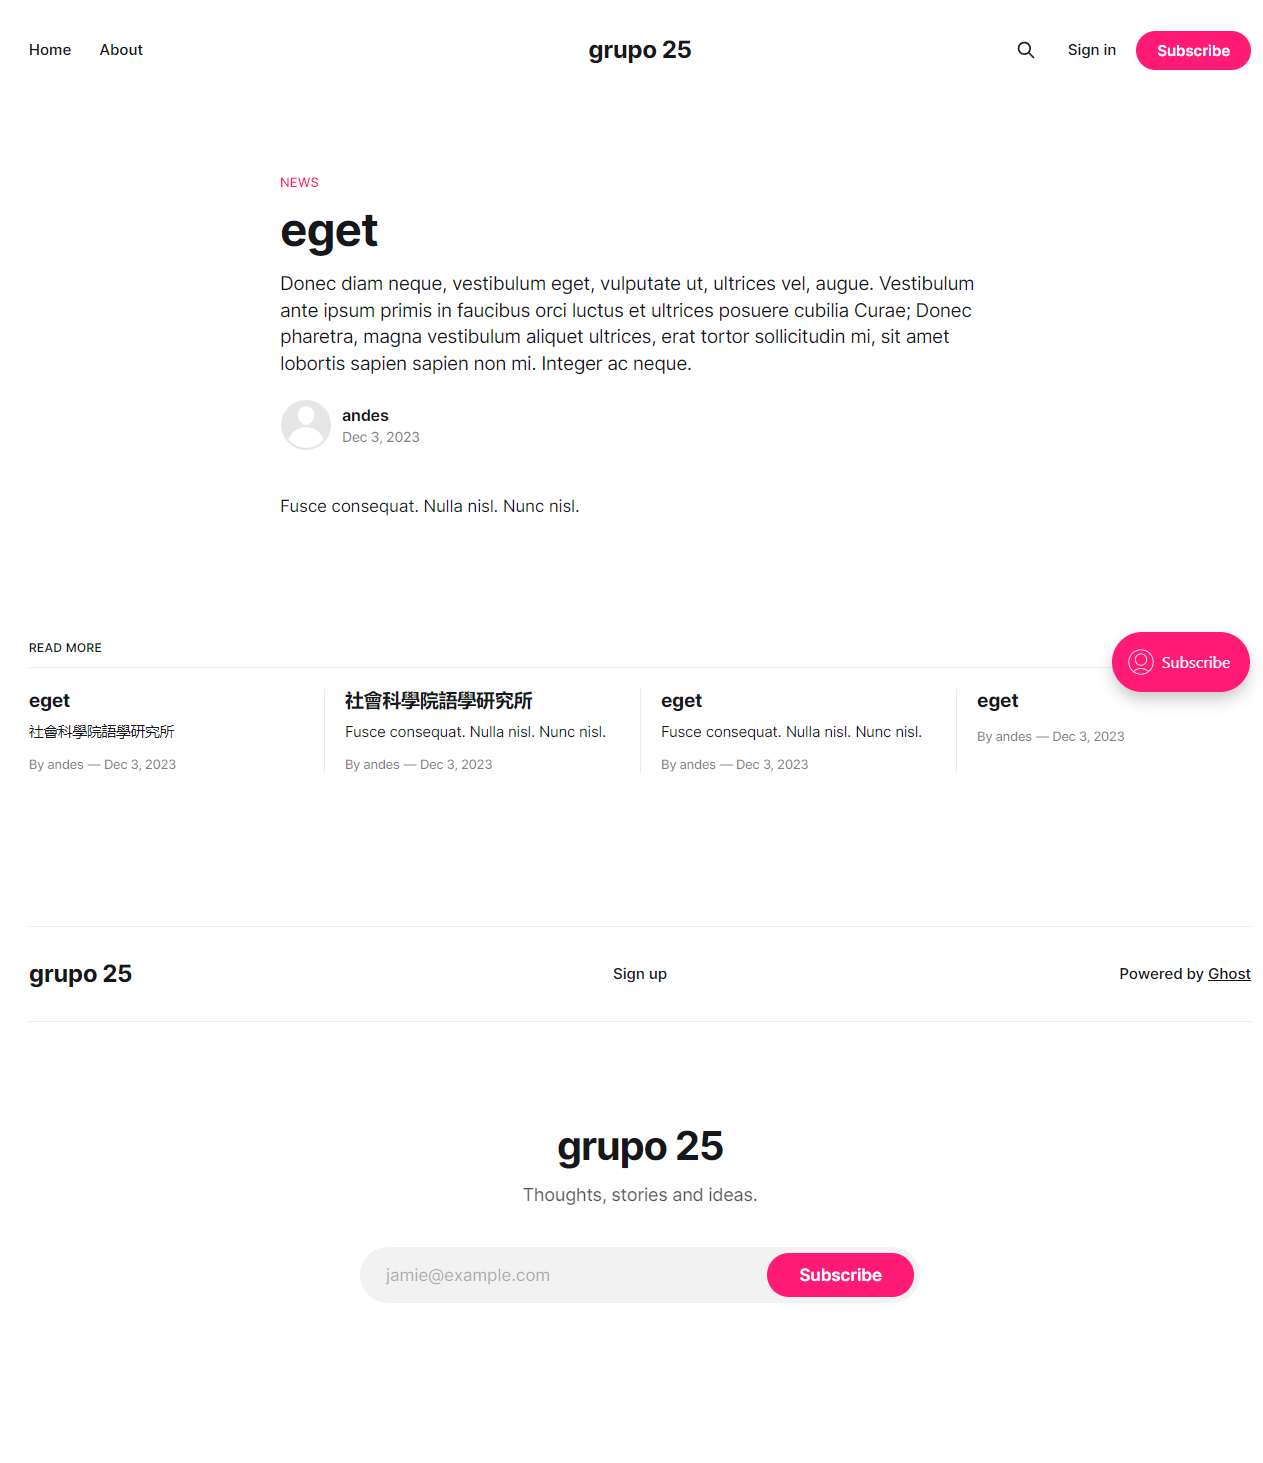 Home
About
grupo 25
Sign in
Subscribe
NEWS
eget
Donec diam neque, vestibulum eget, vulputate ut, ultrices vel, augue. Vestibulum
ante ipsum primis in faucibus orci luctus et ultrices posuere cubilia Curae; Donec
pharetra, magna vestibulum aliquet ultrices, erat tortor sollicitudin mi, sit amet
lobortis sapien sapien non mi. Integer ac neque.
andes
Dec 3, 2023
Fusce consequat. Nulla nisl. Nunc nisl.
READ MORE
Subscribe
eget
社會科學院語學研究所
By andes — Dec 3, 2023
社會科學院語學研究所
Fusce consequat. Nulla nisl. Nunc nisl.
By andes — Dec 3, 2023
eget
Fusce consequat. Nulla nisl. Nunc nisl.
By andes — Dec 3, 2023
eget
By andes — Dec 3, 2023
grupo 25
Sign up
Powered by Ghost
grupo 25
Thoughts, stories and ideas.
jamie@example.com
Subscribe